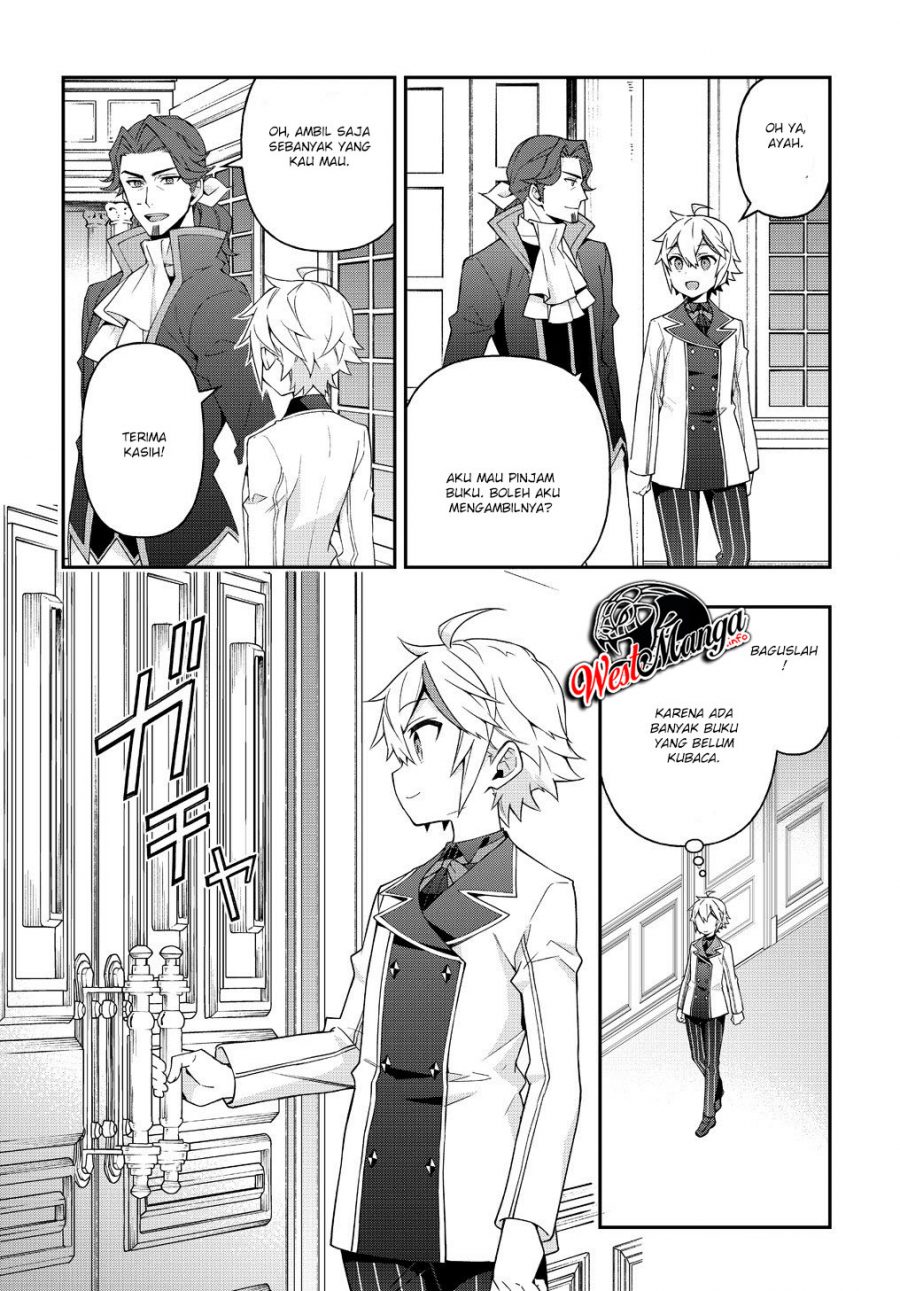 OH YA,
AYAH.
AKU MAU PINJAM
BUKU. BOLEH AKU
MENGAMBILNYA?
OH, AMBIL SAJA
SEBANYAK YANG
KAU MAU.
TERIMA
KASIH!
WestManga
.info
BAGUSLAH
!
KARENA ADA
BANYAK BUKU
YANG BELUM
KUBACA.
ガチャ